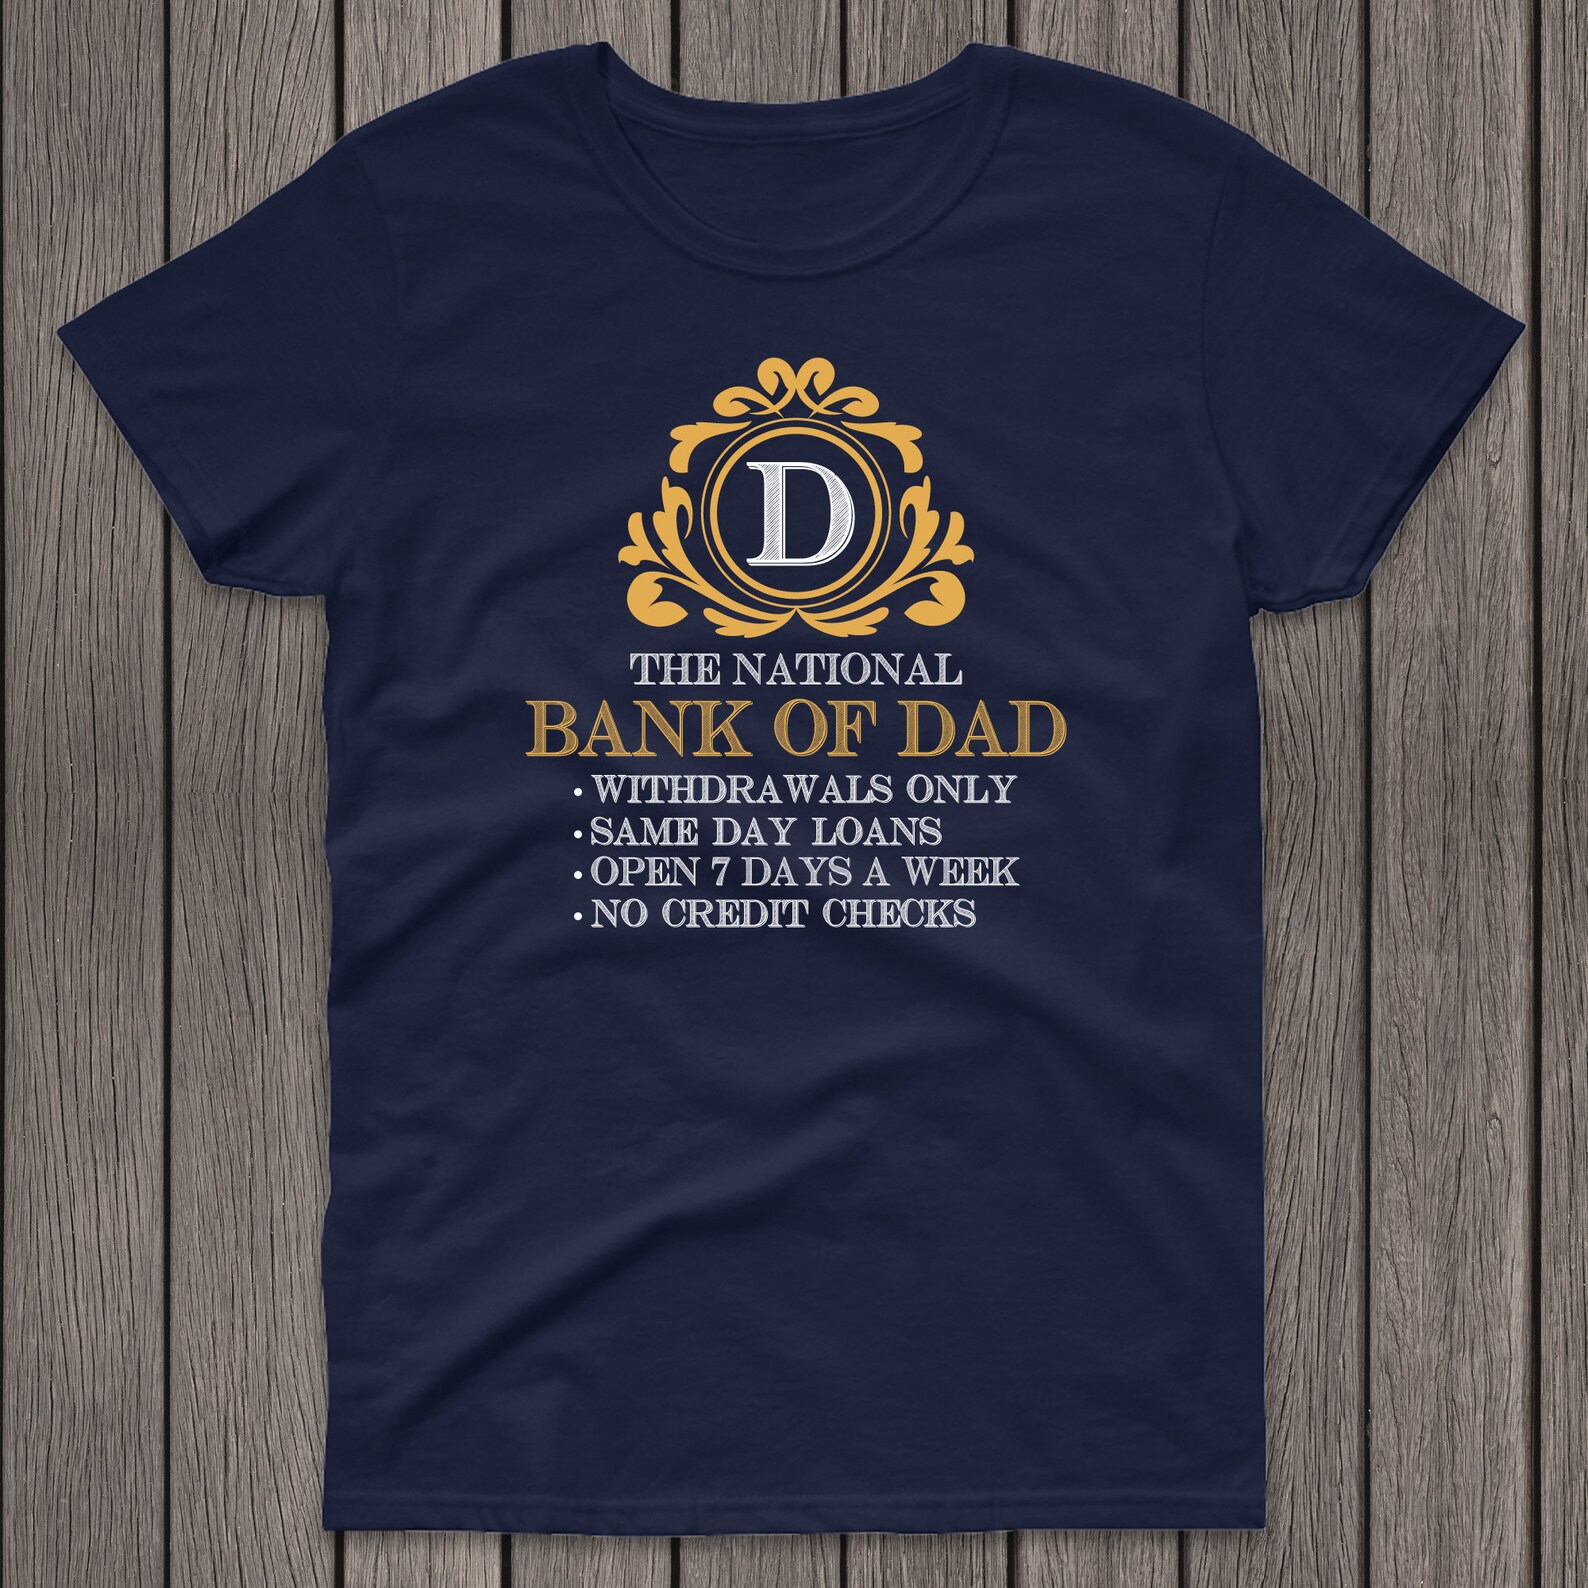 D
THE NATIONAL
BANK OF DAD
• WITHDRAWALS ONLY
• SAME DAY LOANS
• OPEN 7 DAYS A WEEK
• NO CREDIT CHECKS